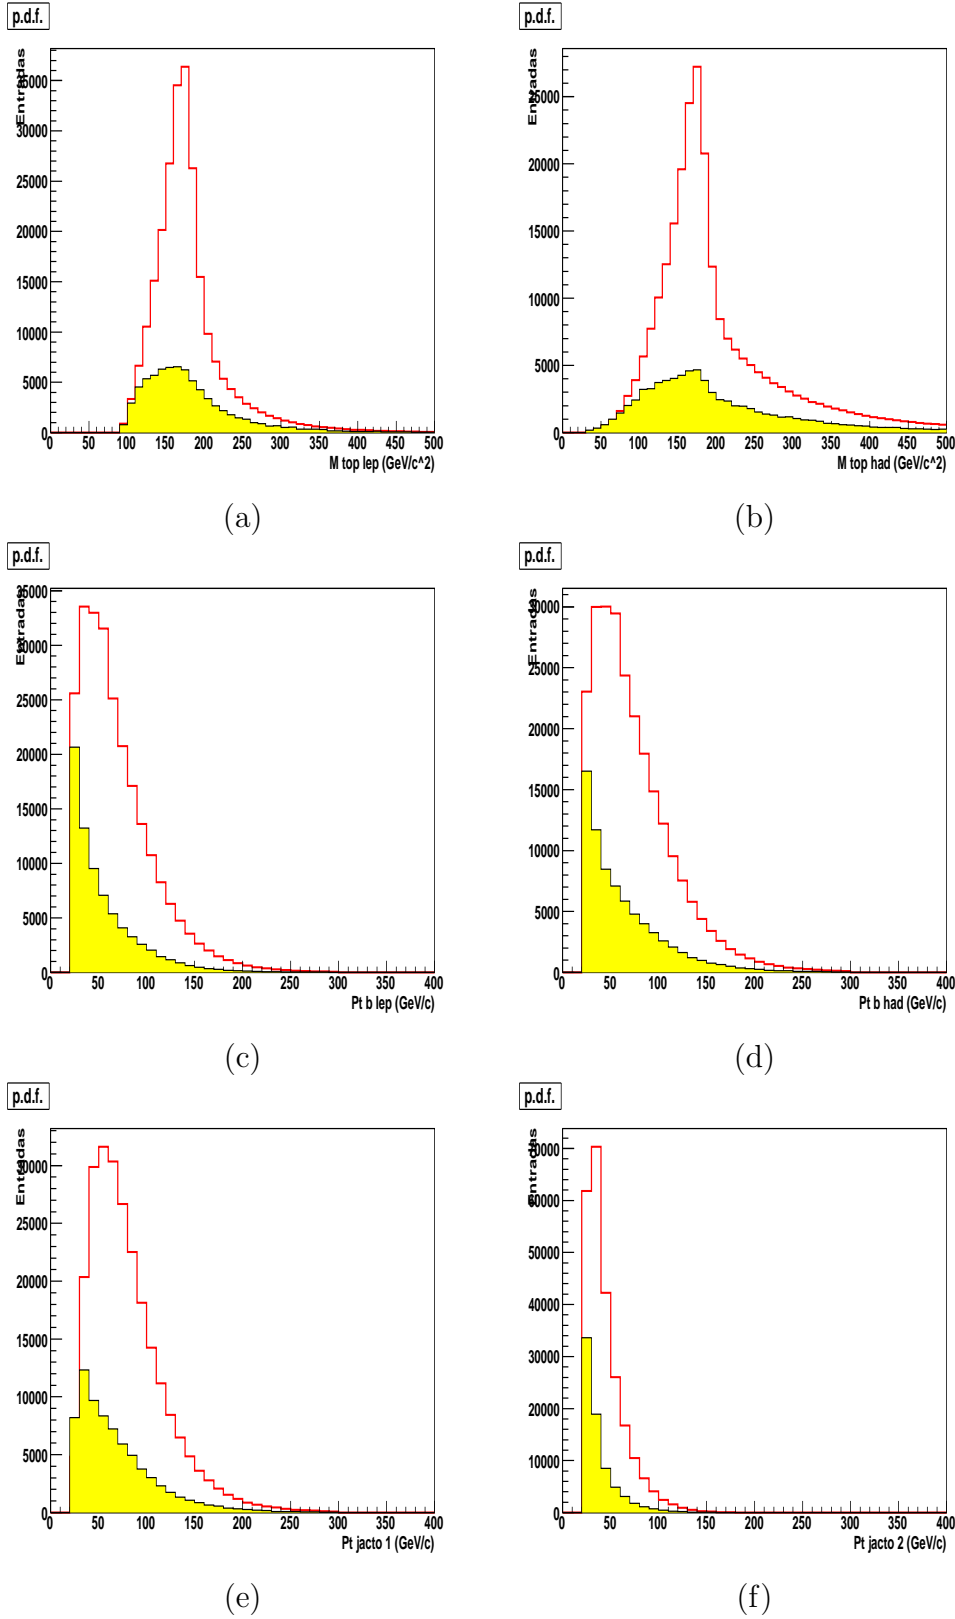 p.d.f.
Entradas
35000
30000
25000
20000
15000
10000
5000
0
0 50 100 150 200 250 300 350 400 450 500
M top lep (GeV/c^2)
(a)
p.d.f.
Entradas
25000
20000
15000
10000
5000
0
0 50 100 150 200 250 300 350 400 450 500
M top had (GeV/c^2)
(b)
p.d.f.
Entradas
35000
30000
25000
20000
15000
10000
5000
0
0 50 100 150 200 250 300 350 400
Pt b lep (GeV/c)
(c)
p.d.f.
Entradas
30000
25000
20000
15000
10000
5000
0
0 50 100 150 200 250 300 350 400
Pt b had (GeV/c)
(d)
p.d.f.
Entradas
30000
25000
20000
15000
10000
5000
0
0 50 100 150 200 250 300 350 400
Pt jacto 1 (GeV/c)
(e)
p.d.f.
Entradas
70000
60000
50000
40000
30000
20000
10000
0
0 50 100 150 200 250 300 350 400
Pt jacto 2 (GeV/c)
(f)